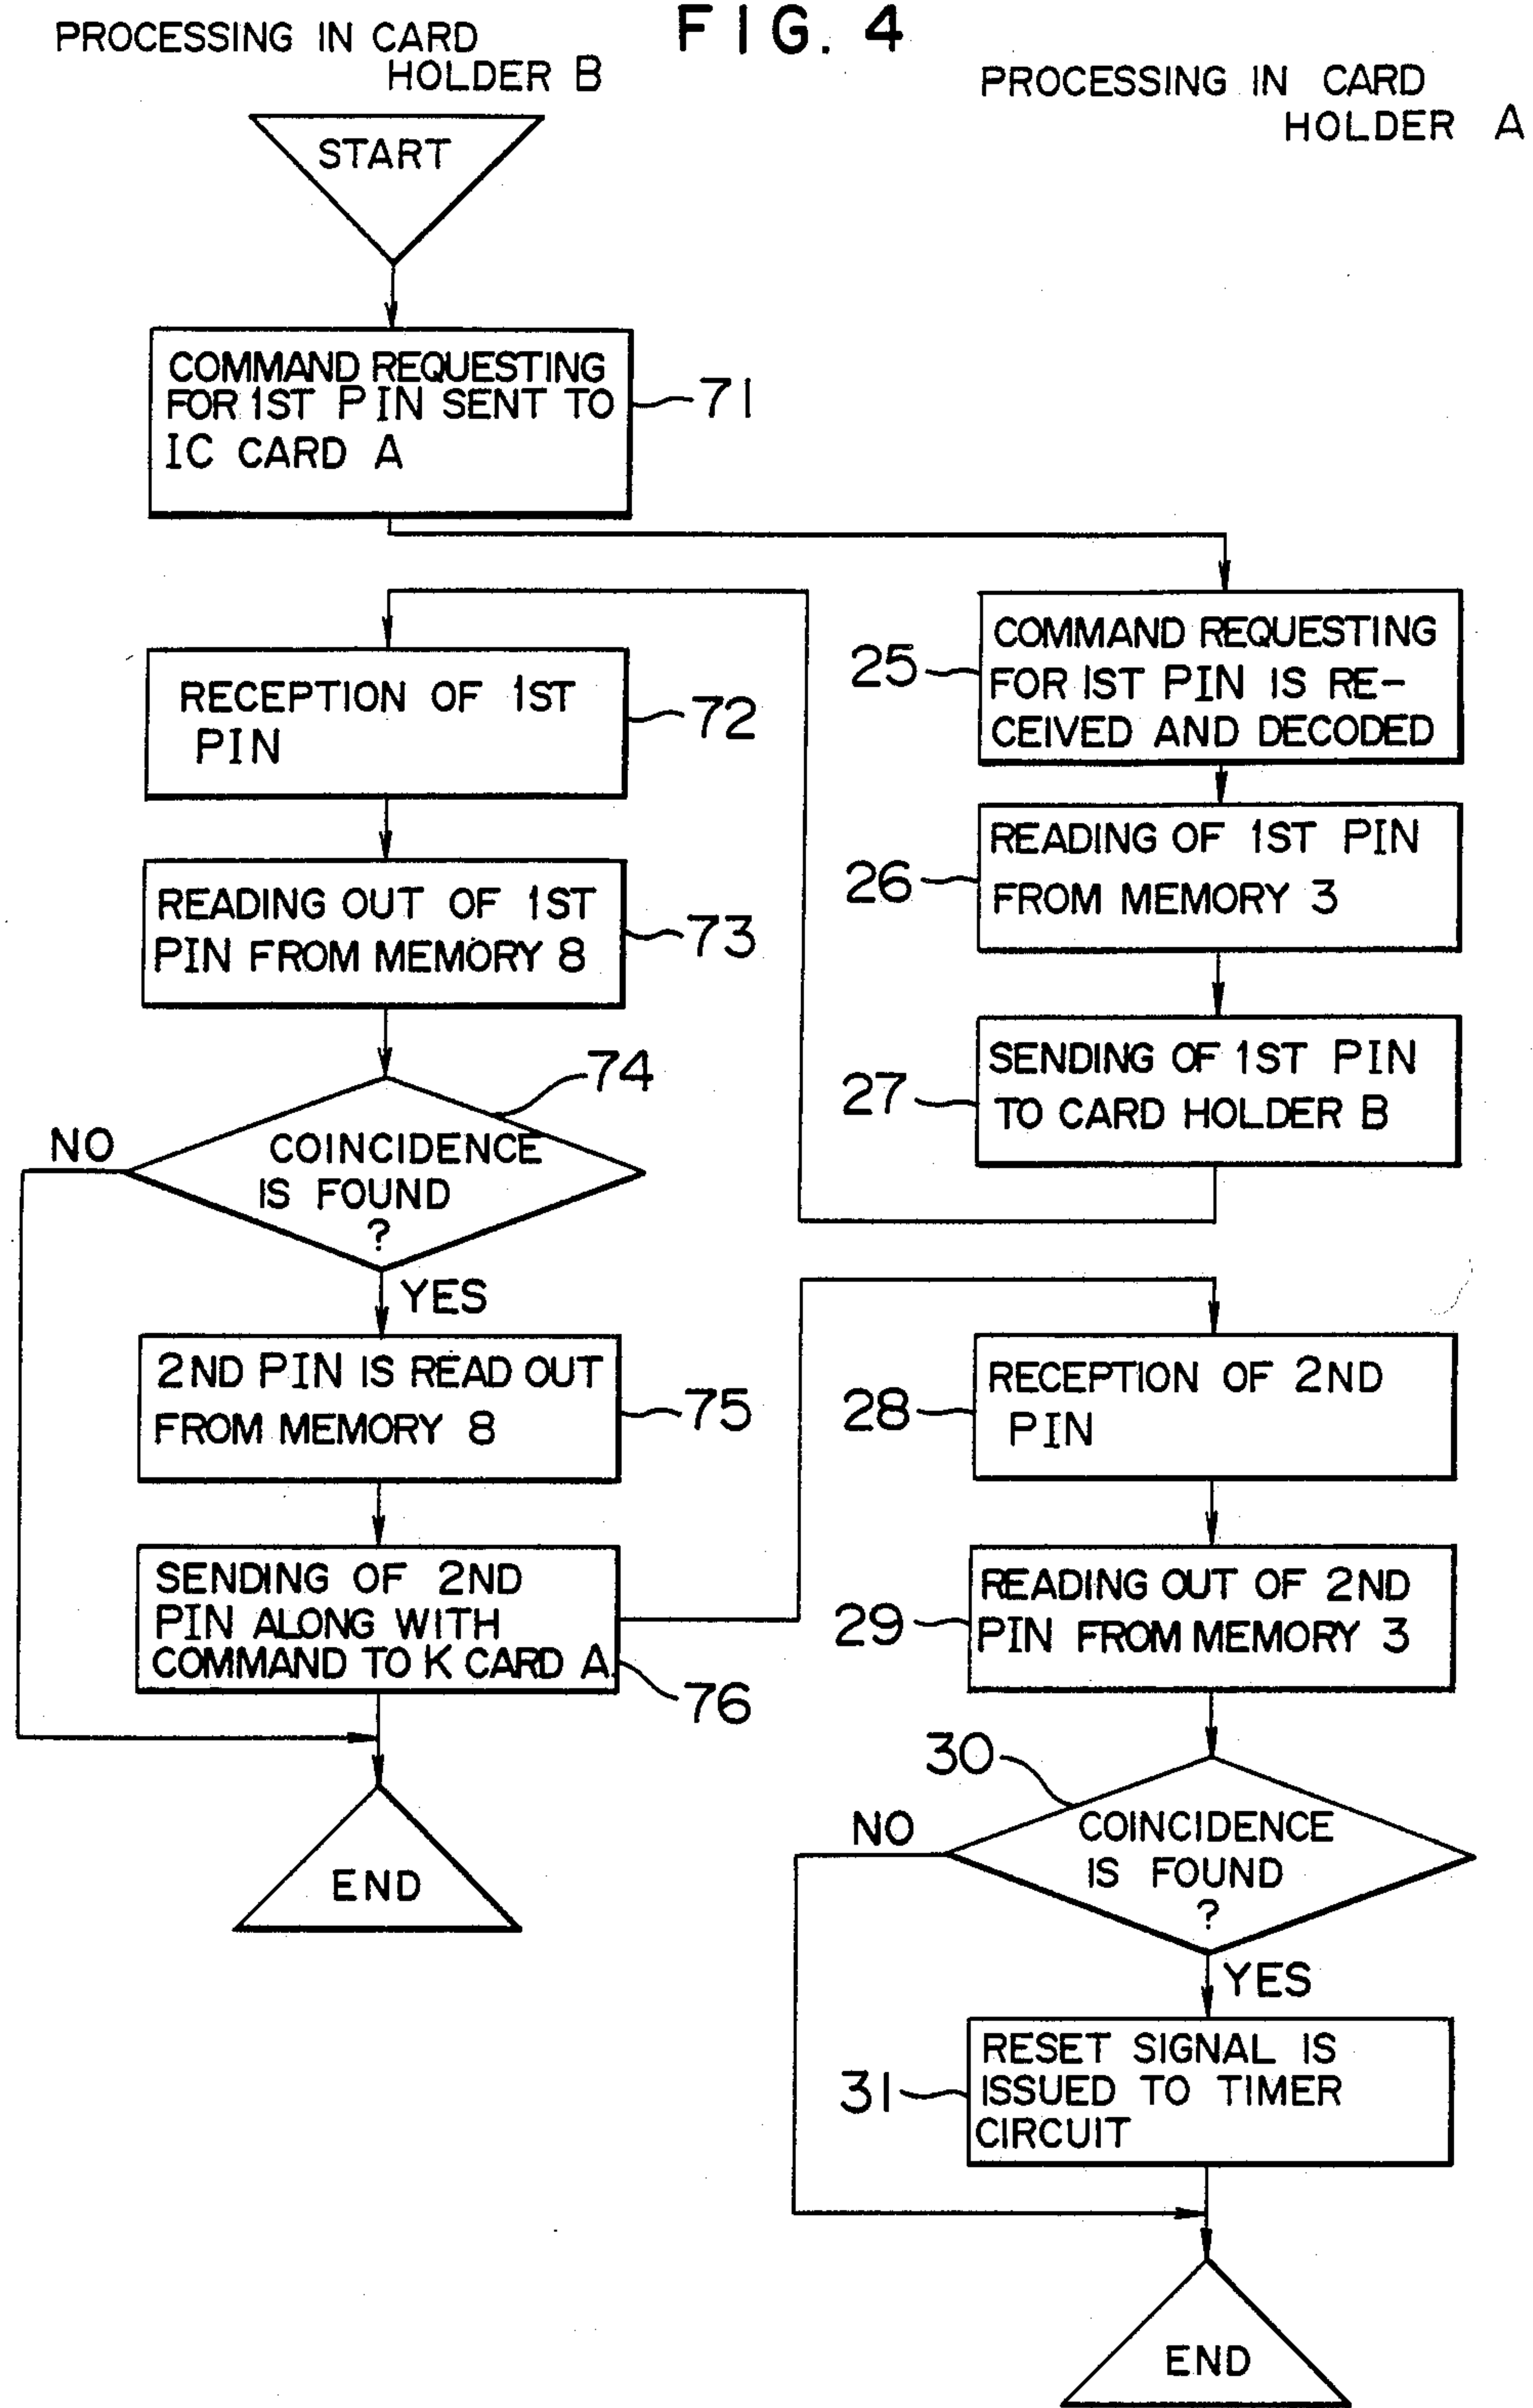 FIG. 4
PROCESSING IN CARD
HOLDER B
START
COMMAND REQUESTING
FOR 1ST PIN SENT TO
IC CARD A
71
RECEPTION OF 1ST
PIN
72
READING OUT OF 1ST
PIN FROM MEMORY 8
73
74
COINCIDENCE
IS FOUND
?
NO
YES
2ND PIN IS READ OUT
FROM MEMORY 8
75
SENDING OF 2ND
PIN ALONG WITH
COMMAND TO K CARD A
76
END
PROCESSING IN CARD
HOLDER A
COMMAND REQUESTING
FOR 1ST PIN IS RE-
CEIVED AND DECODED
25
READING OF 1ST PIN
FROM MEMORY 3
26
SENDING OF 1ST PIN
TO CARD HOLDER B
27
RECEPTION OF 2ND
PIN
28
READING OUT OF 2ND
PIN FROM MEMORY 3
29
30
COINCIDENCE
IS FOUND
?
NO
YES
RESET SIGNAL IS
ISSUED TO TIMER
CIRCUIT
31
END